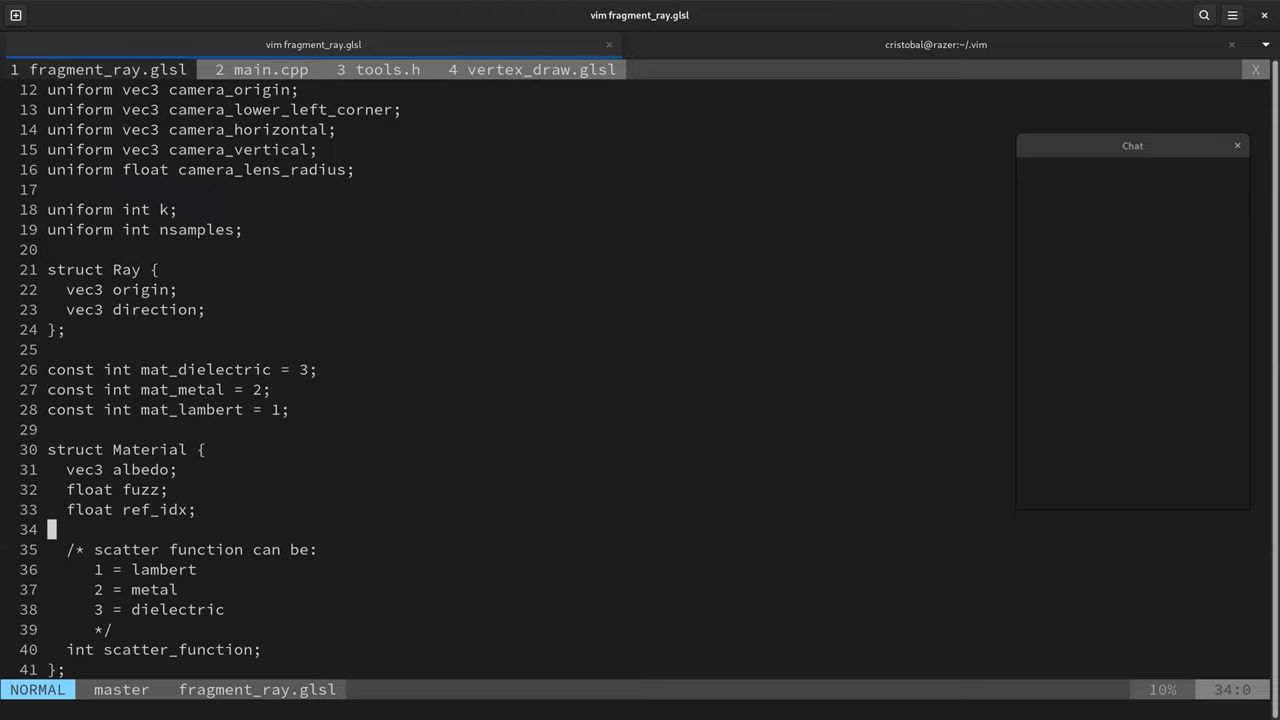 vim fragment_ray.glsl
vim fragment_ray.glsl × cristobal@razer:~/.vim ×
1 fragment_ray.glsl 2 main.cpp 3 tools.h 4 vertex_draw.glsl X
12 uniform vec3 camera_origin;
13 uniform vec3 camera_lower_left_corner;
14 uniform vec3 camera_horizontal;
15 uniform vec3 camera_vertical;
16 uniform float camera_lens_radius;
17
18 uniform int k;
19 uniform int nsamples;
20
21 struct Ray {
22   vec3 origin;
23   vec3 direction;
24 };
25
26 const int mat_dielectric = 3;
27 const int mat_metal = 2;
28 const int mat_lambert = 1;
29
30 struct Material {
31   vec3 albedo;
32   float fuzz;
33   float ref_idx;
34
35   /* scatter function can be:
36      1 = lambert
37      2 = metal
38      3 = dielectric
39      */
40   int scatter_function;
41 };
NORMAL master fragment_ray.glsl 10% 34:0
Chat ×